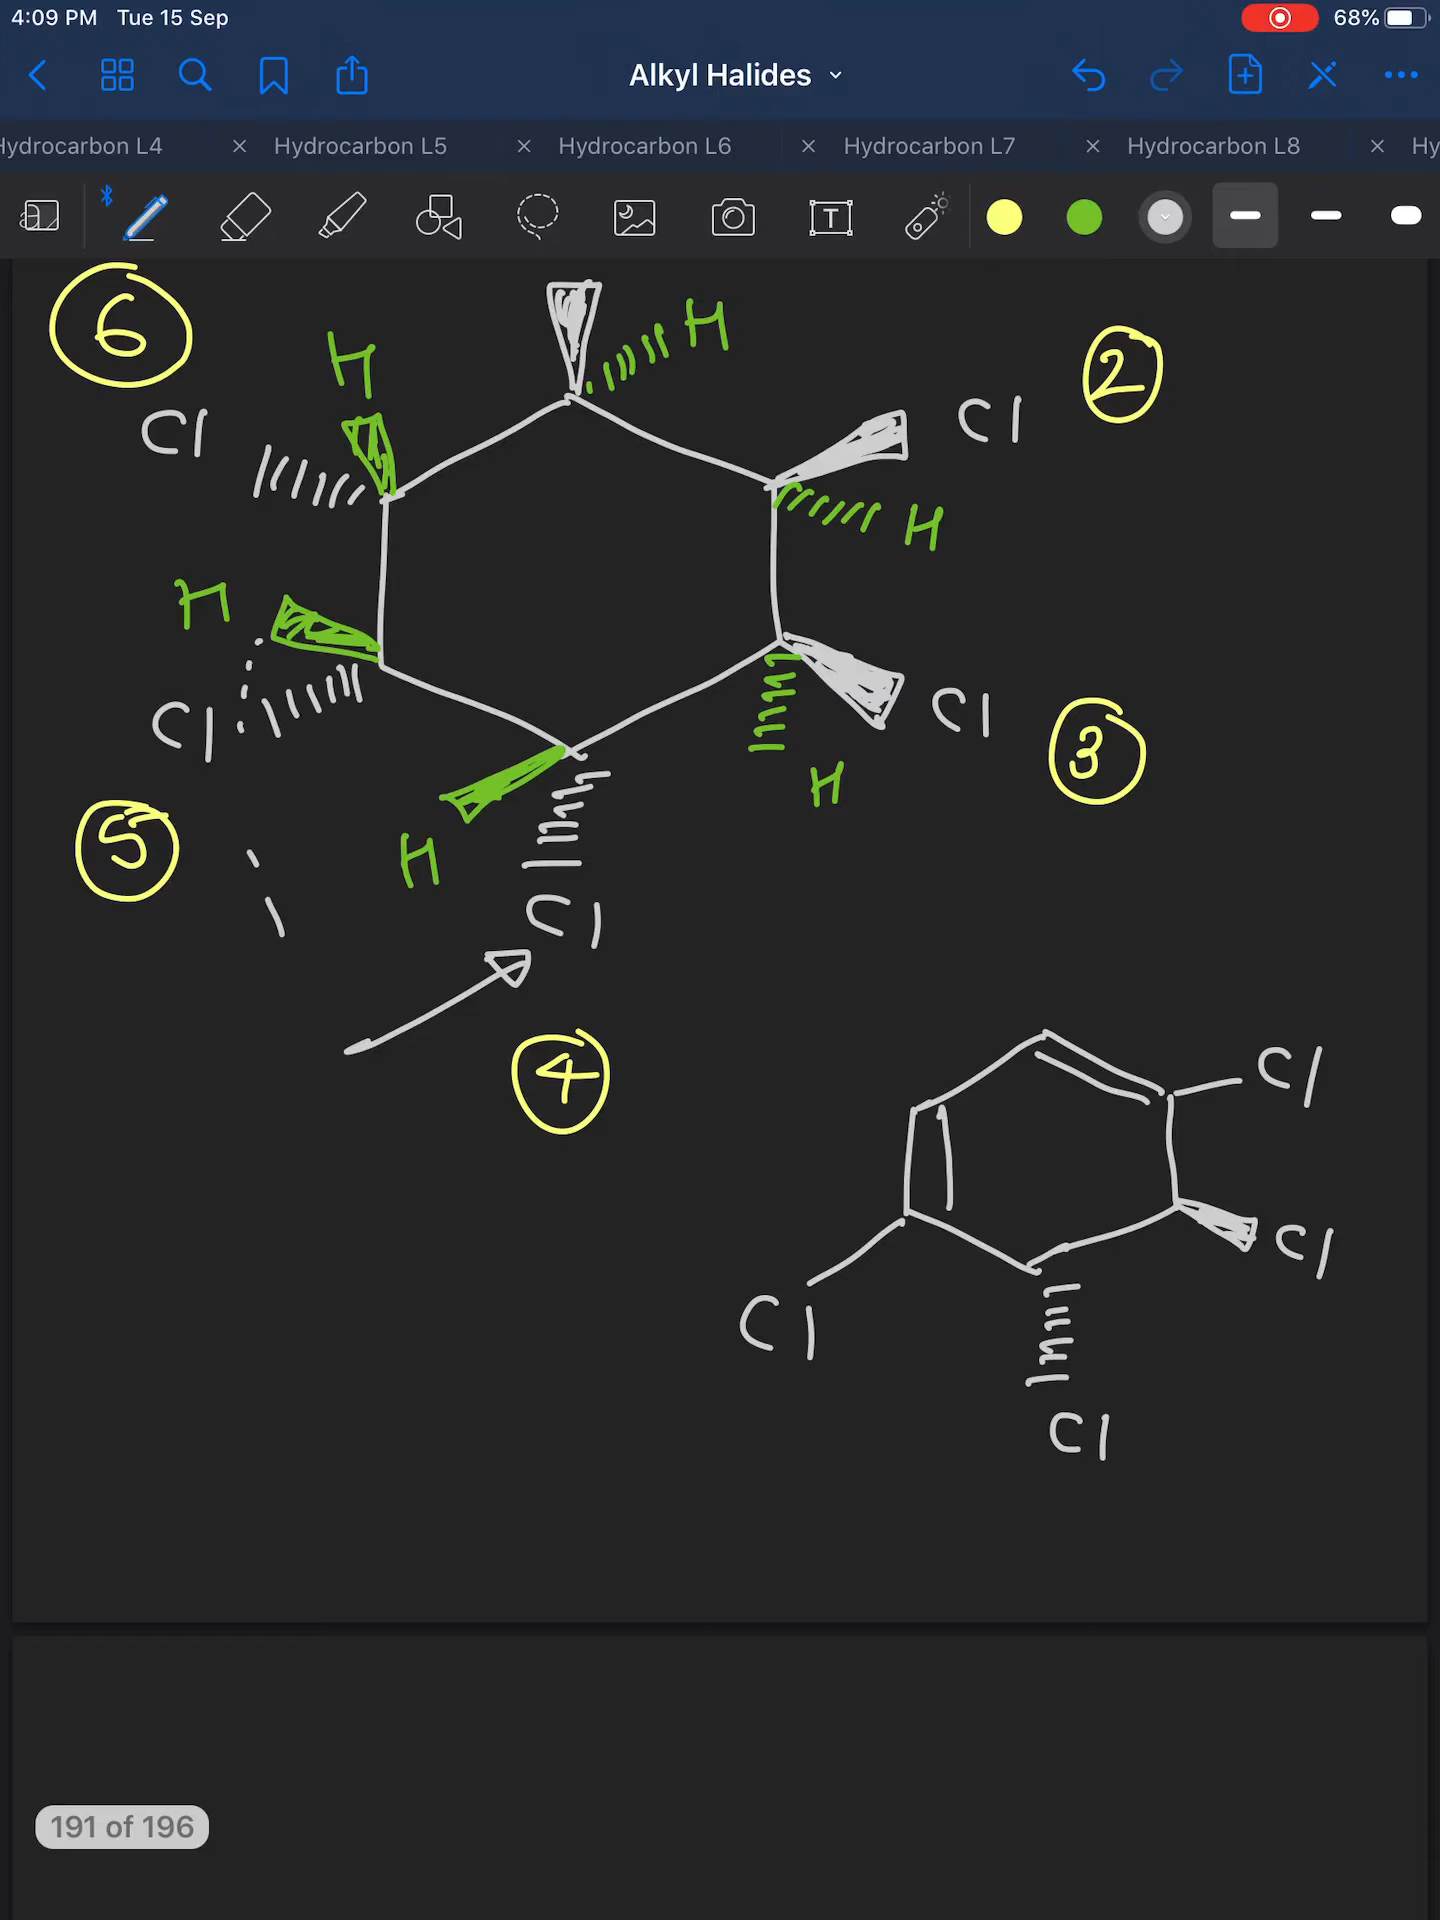 4:09 PM Tue 15 Sep 68%
Alkyl Halides
Hydrocarbon L4 × Hydrocarbon L5 × Hydrocarbon L6 × Hydrocarbon L7 × Hydrocarbon L8 × Hy
T
6
H
H
2
Cl
Cl
H
H
Cl
Cl
3
H
5
H
Cl
4
Cl
Cl
Cl
Cl
191 of 196